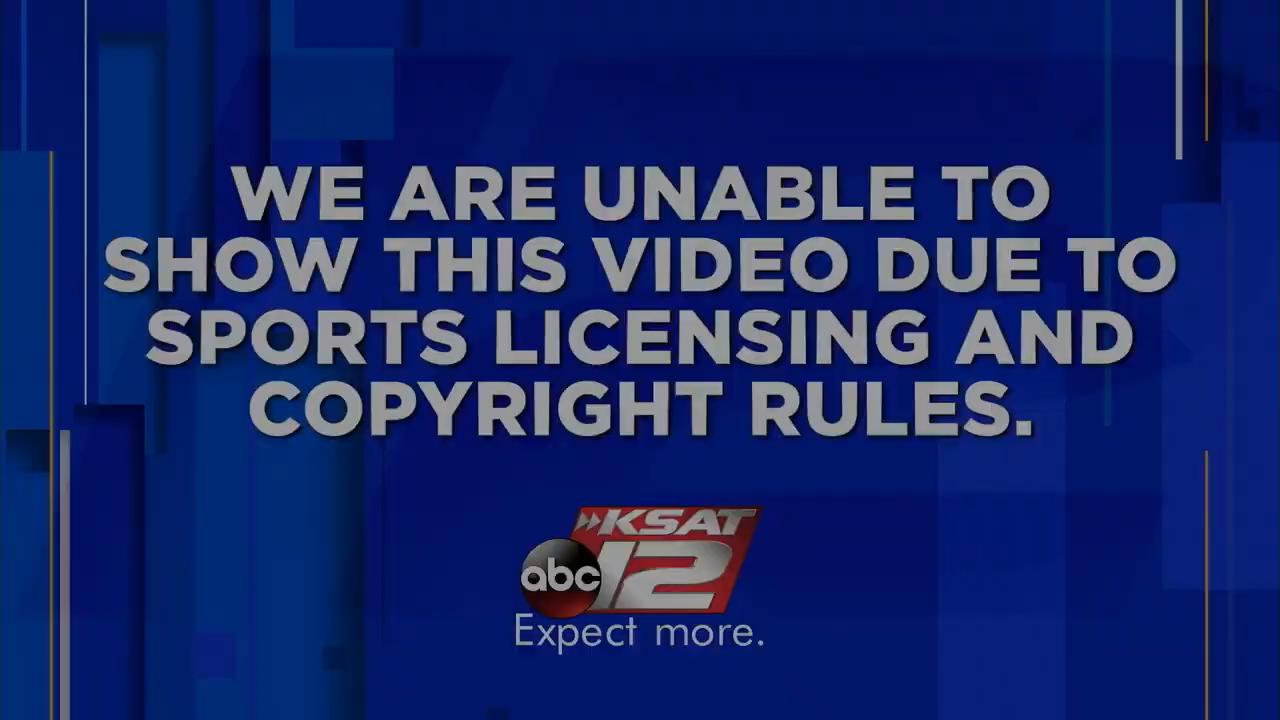 WE ARE UNABLE TO
SHOW THIS VIDEO DUE TO
SPORTS LICENSING AND
COPYRIGHT RULES.
KSAT
abc 12
Expect more.